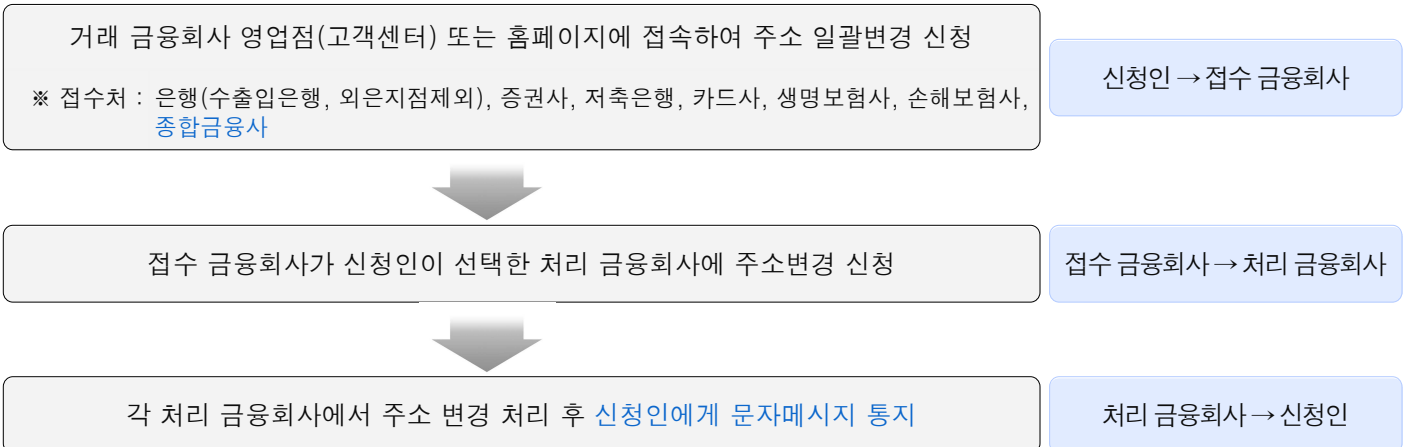 거래 금융회사 영업점(고객센터) 또는 홈페이지에 접속하여 주소 일괄변경 신청
※ 접수처 : 은행(수출입은행, 외은지점제외), 증권사, 저축은행, 카드사, 생명보험사, 손해보험사,
종합금융사
신청인 → 접수 금융회사
접수 금융회사가 신청인이 선택한 처리 금융회사에 주소변경 신청
접수 금융회사 → 처리 금융회사
각 처리 금융회사에서 주소 변경 처리 후 신청인에게 문자메시지 통지
처리 금융회사 → 신청인